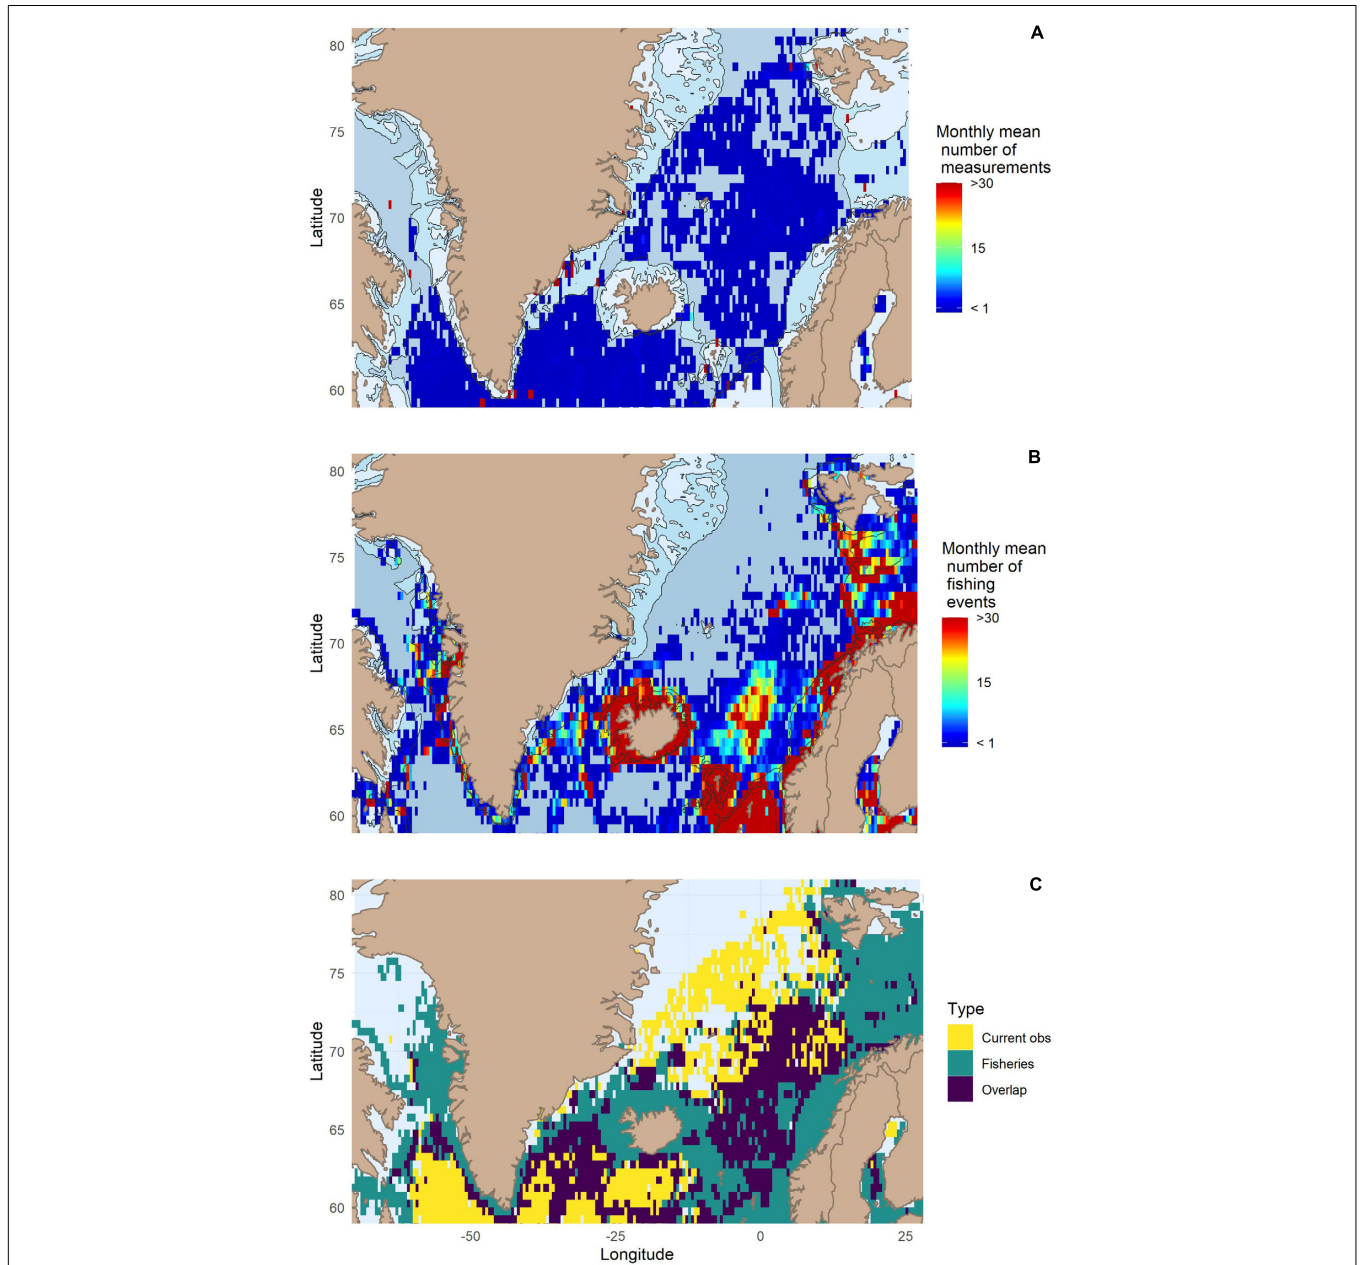 A
80
75
70
65
60
Latitude
Monthly mean
number of
measurements
>30
15
< 1
B
80
75
70
65
60
Latitude
Monthly mean
number of
fishing
events
>30
15
< 1
C
80
75
70
65
60
Latitude
-50
-25
0
25
Longitude
Type
Current obs
Fisheries
Overlap